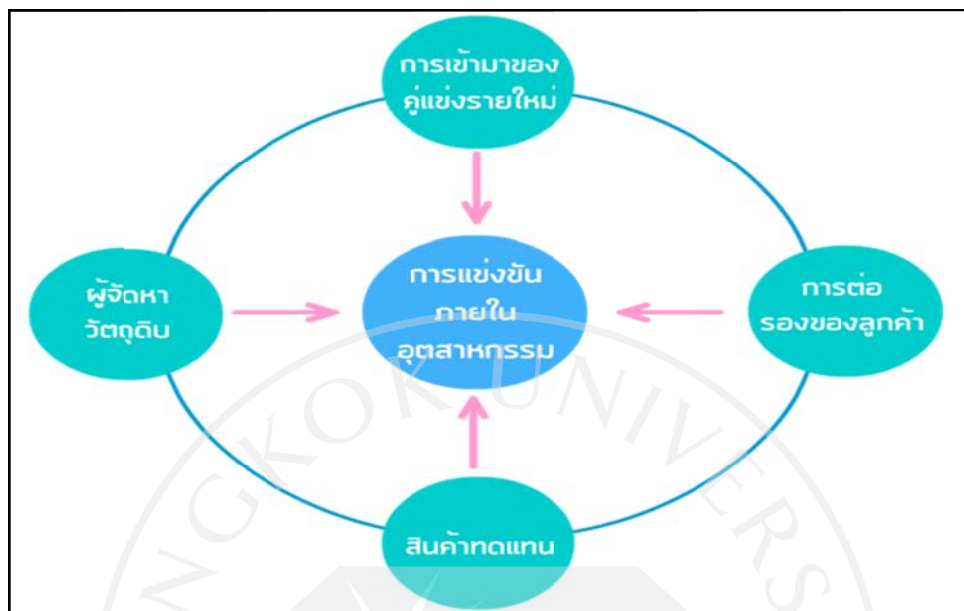 การเข้ามาของ
คู่แข่งรายใหม่
ผู้จัดหา
วัตถุดิบ
การแข่งขัน
ภายใน
อุตสาหกรรม
การต่อ
รองของลูกค้า
สินค้าทดแทน
NGKOK UNIVERS